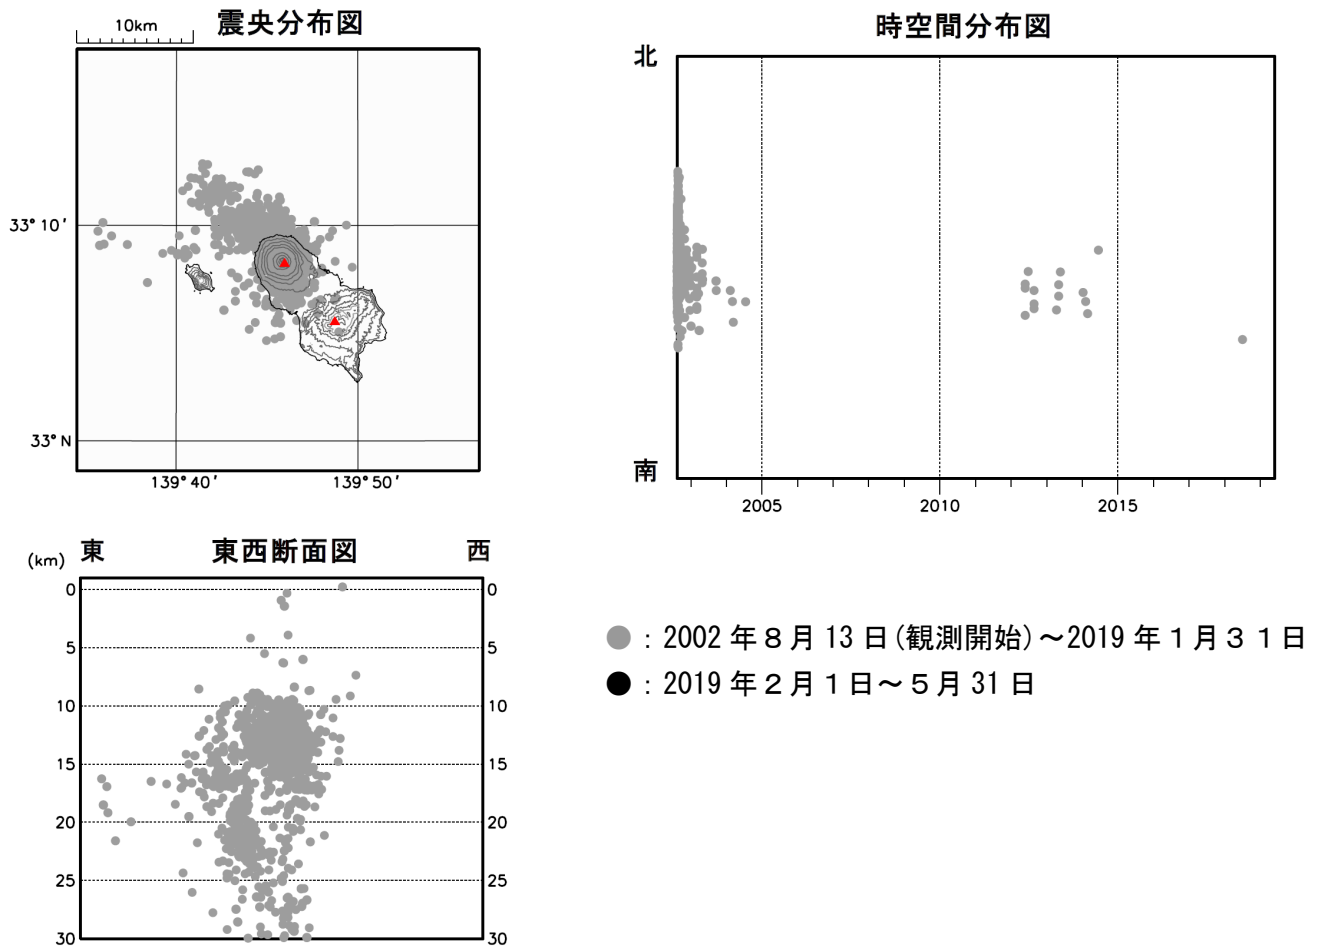 震央分布図
10km
33°10′
33°N
139°40′ 139°50′
時空間分布図
北
南
2005 2010 2015
東西断面図
(km) 東 西
0 0
5 5
10 10
15 15
20 20
25 25
30 30
：2002 年８月 13 日(観測開始)～2019 年１月３１日
：2019 年２月１日～５月 31 日